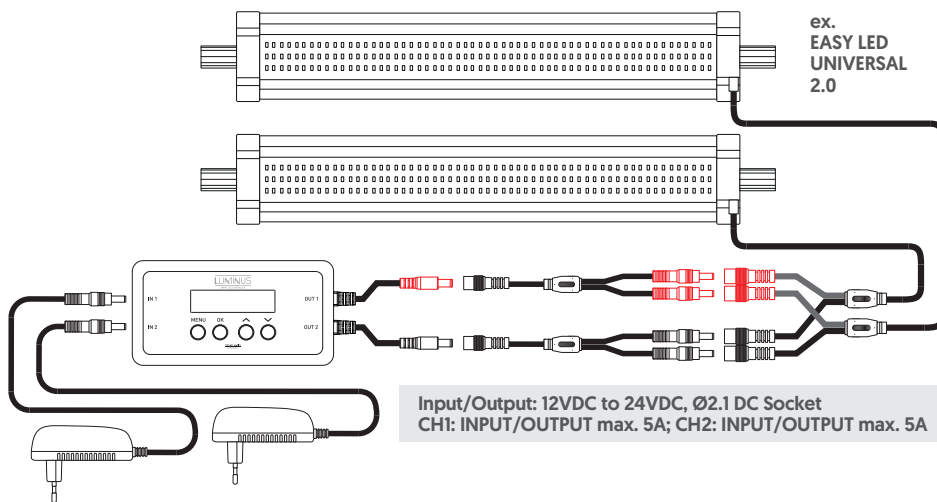 ex.
EASY LED
UNIVERSAL
2.0
LUMINUS
IN 1
OUT 1
MENU OK
IN 2
OUT 2
Input/Output: 12VDC to 24VDC, Ø2.1 DC Socket
CH1: INPUT/OUTPUT max. 5A; CH2: INPUT/OUTPUT max. 5A